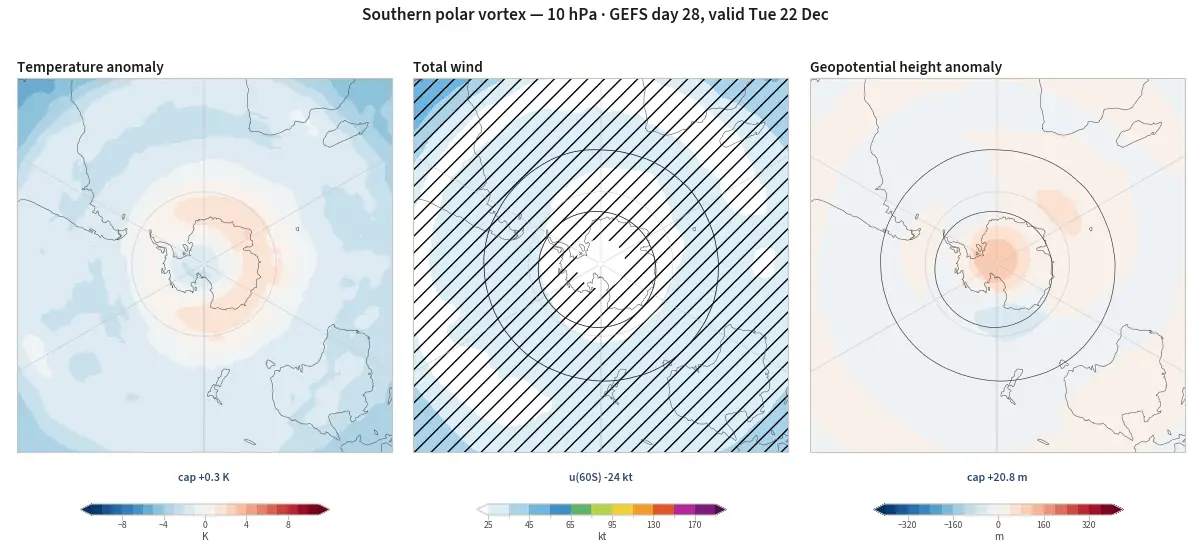 Southern polar vortex — 10 hPa · GEFS day 28, valid Tue 22 Dec
Temperature anomaly
Total wind
Geopotential height anomaly
cap +0.3 K
u(60S) -24 kt
cap +20.8 m
−8 −4 0 4 8
K
25 45 65 95 130 170
kt
−320 −160 0 160 320
m